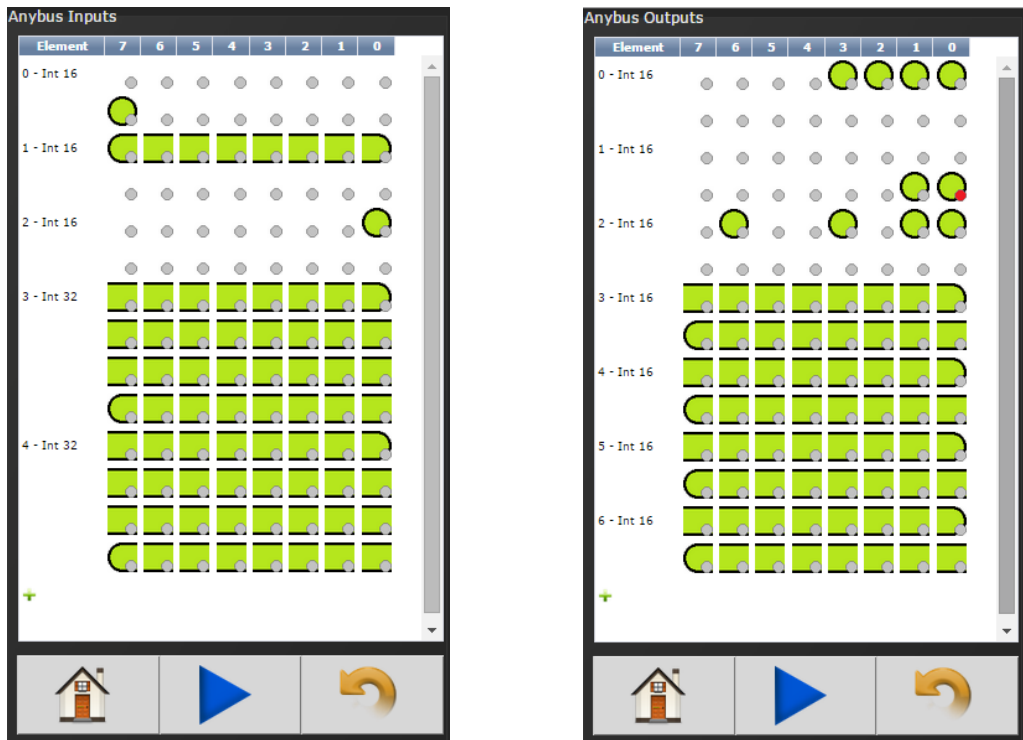 Anybus Inputs
Element 7 6 5 4 3 2 1 0
0 - Int 16
1 - Int 16
2 - Int 16
3 - Int 32
4 - Int 32
Anybus Outputs
Element 7 6 5 4 3 2 1 0
0 - Int 16
1 - Int 16
2 - Int 16
3 - Int 16
4 - Int 16
5 - Int 16
6 - Int 16